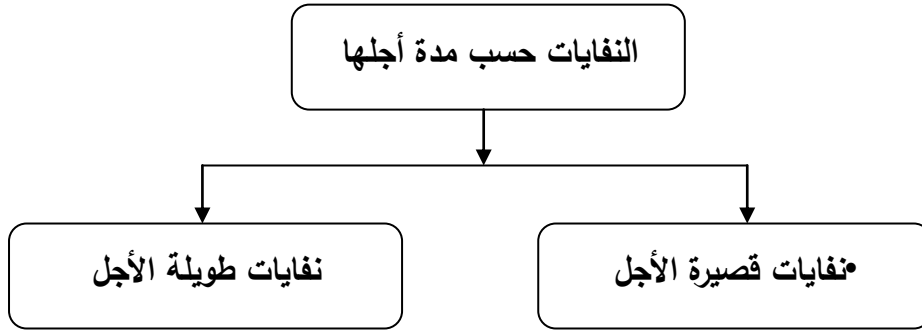 النفايات حسب مدة أجلها
•نفايات قصيرة الأجل
نفايات طويلة الأجل